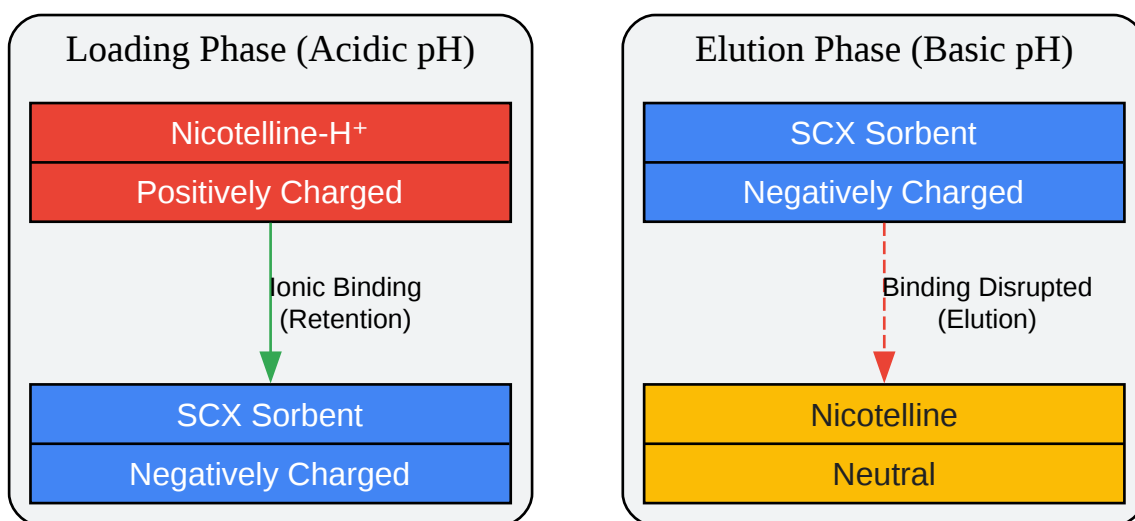 Loading Phase (Acidic pH)
Nicotelline-H⁺
Positively Charged
Ionic Binding
(Retention)
SCX Sorbent
Negatively Charged
Elution Phase (Basic pH)
SCX Sorbent
Negatively Charged
Binding Disrupted
(Elution)
Nicotelline
Neutral